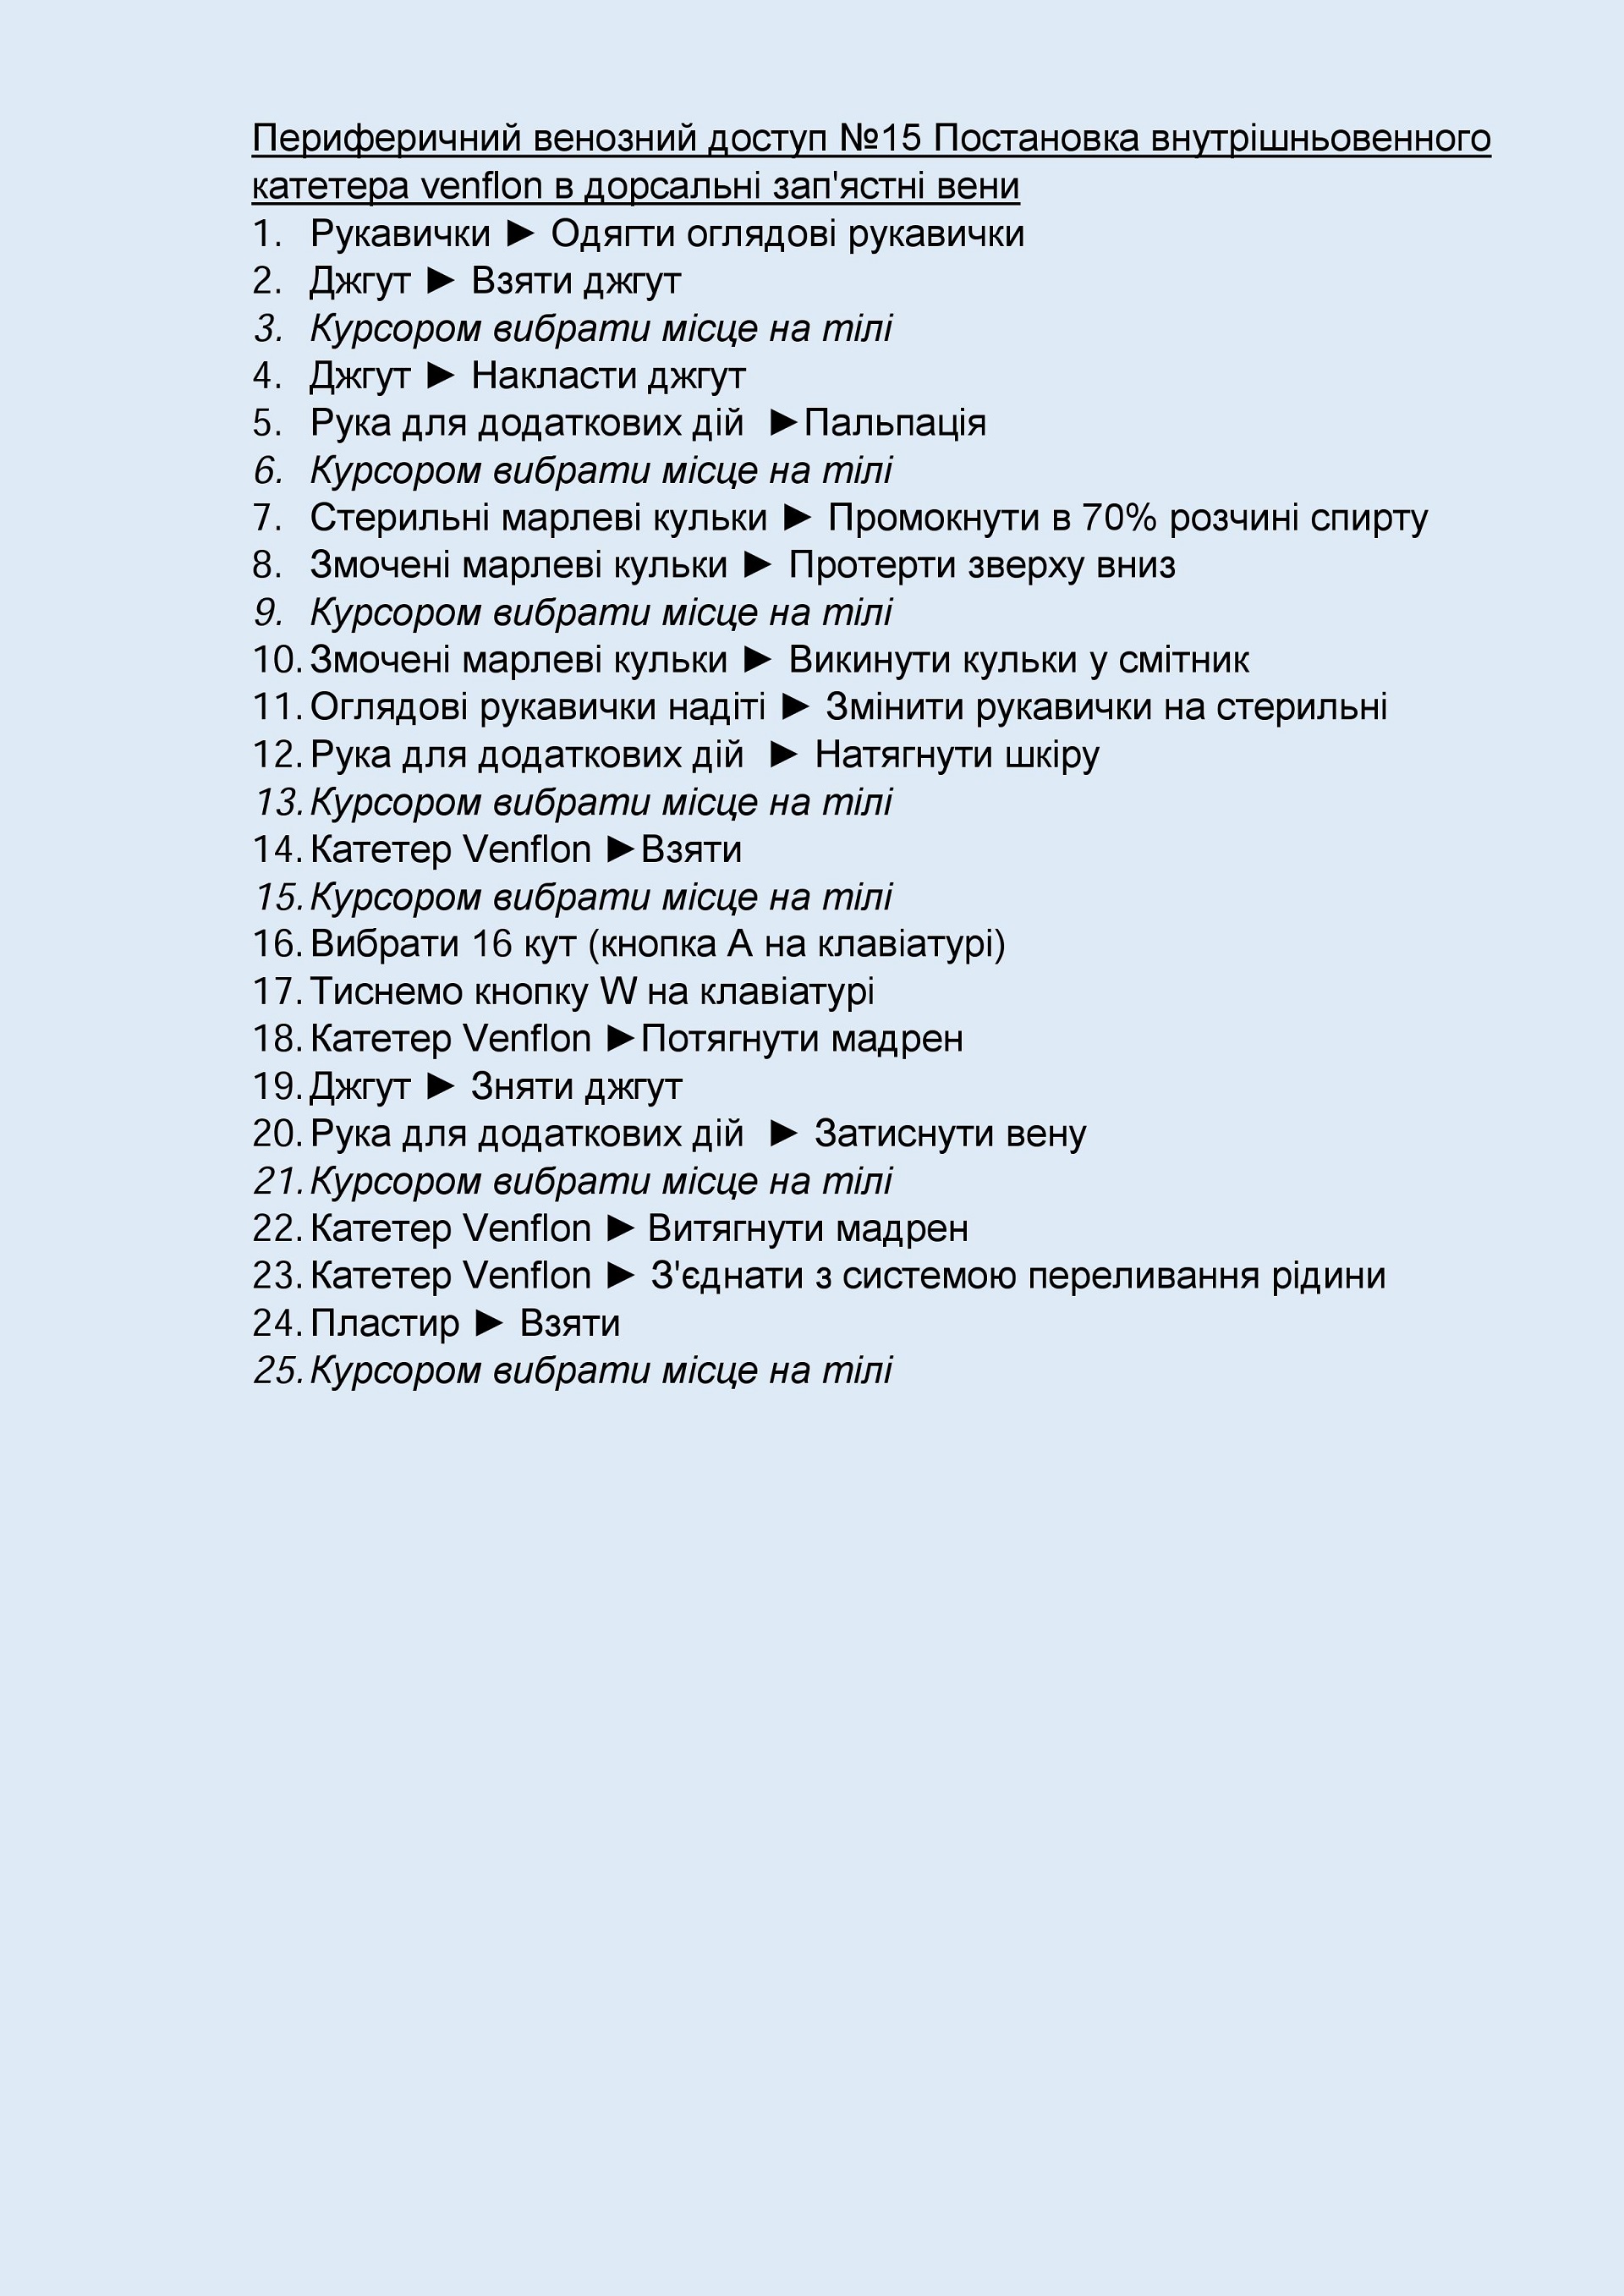 Периферичний венозний доступ №15 Постановка внутрішньовенного
катетера venflon в дорсальні зап'ястні вени
1. Рукавички ► Одягти оглядові рукавички
2. Джгут ► Взяти джгут
3. Курсором вибрати місце на тілі
4. Джгут ► Накласти джгут
5. Рука для додаткових дій ►Пальпація
6. Курсором вибрати місце на тілі
7. Стерильні марлеві кульки ► Промокнути в 70% розчині спирту
8. Змочені марлеві кульки ► Протерти зверху вниз
9. Курсором вибрати місце на тілі
10. Змочені марлеві кульки ► Викинути кульки у смітник
11. Оглядові рукавички надіті ► Змінити рукавички на стерильні
12. Рука для додаткових дій ► Натягнути шкіру
13. Курсором вибрати місце на тілі
14. Катетер Venflon ►Взяти
15. Курсором вибрати місце на тілі
16. Вибрати 16 кут (кнопка А на клавіатурі)
17. Тиснемо кнопку W на клавіатурі
18. Катетер Venflon ►Потягнути мадрен
19. Джгут ► Зняти джгут
20. Рука для додаткових дій ► Затиснути вену
21. Курсором вибрати місце на тілі
22. Катетер Venflon ► Витягнути мадрен
23. Катетер Venflon ► З'єднати з системою переливання рідини
24. Пластир ► Взяти
25. Курсором вибрати місце на тілі